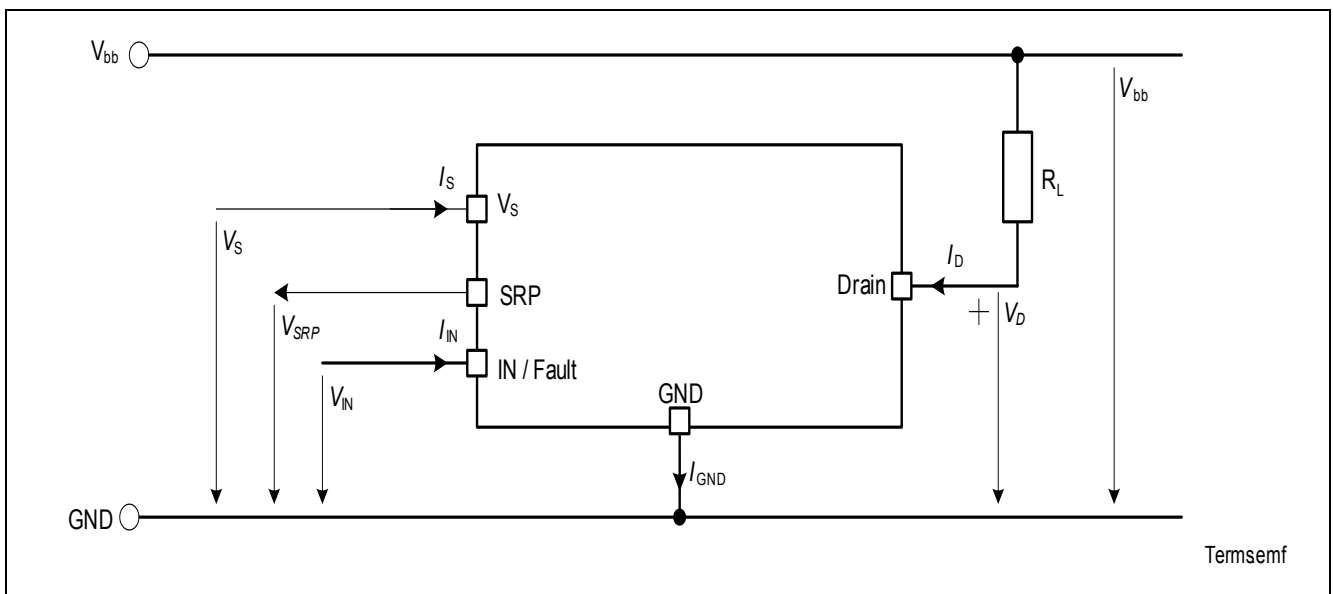 Vbb
Vbb
IS
VS
RL
VS
ID
Drain
SRP
+ VD
VSRP
IIN
IN / Fault
VIN
GND
IGND
GND
Termsemf